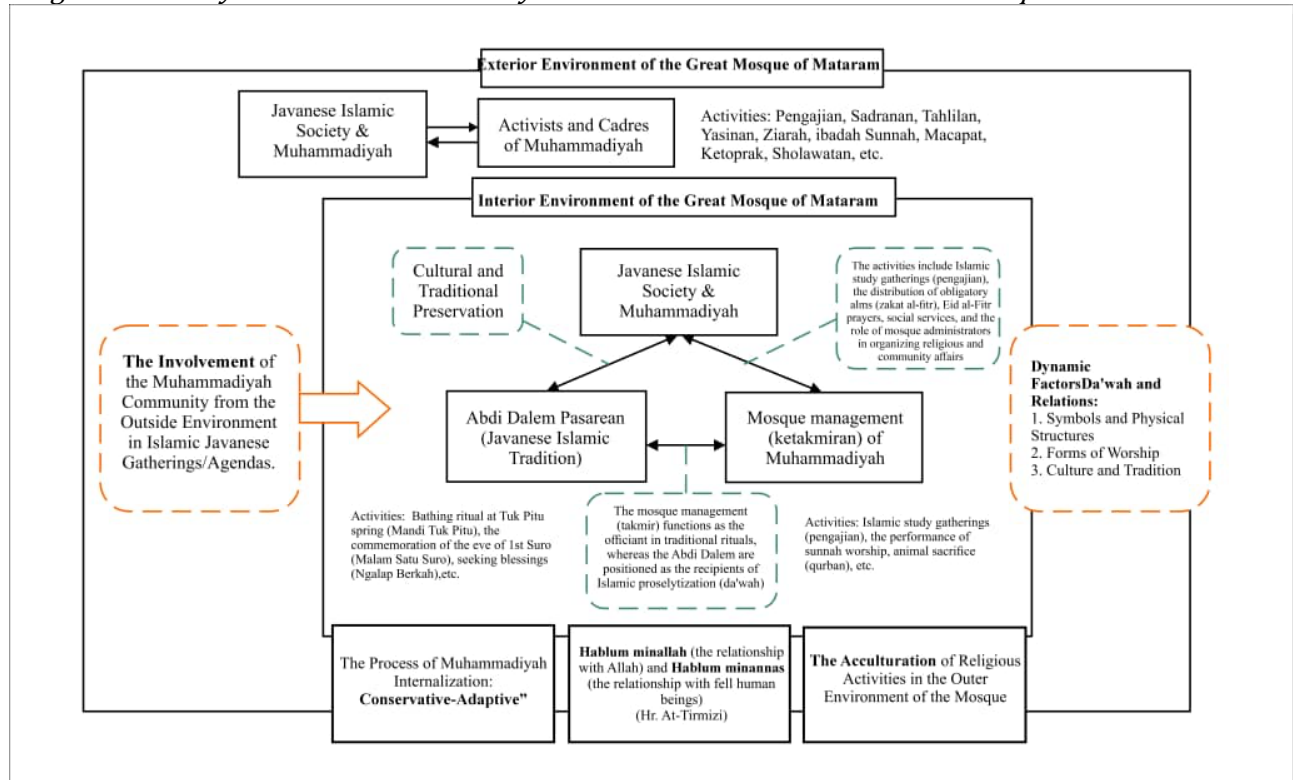 Exterior Environment of the Great Mosque of Mataram
Javanese Islamic
Society &
Muhammadiyah
Activists and Cadres
of Muhammadiyah
Activities: Pengajian, Sadranan, Tahlilan,
Yasinan, Ziarah, ibadah Sunnah, Macapat,
Ketoprak, Sholawatan, etc.
Interior Environment of the Great Mosque of Mataram
Cultural and
Traditional
Preservation
Javanese Islamic
Society &
Muhammadiyah
The activities include Islamic
study gatherings (pengajian),
the distribution of obligatory
alms (zakat al-fitr), Eid al-Fitr
prayers, social services, and the
role of mosque administrators
in organizing religious and
community affairs
The Involvement of
the Muhammadiyah
Community from the
Outside Environment
in Islamic Javanese
Gatherings/Agendas.
Abdi Dalem Pasarean
(Javanese Islamic
Tradition)
Mosque management
(ketakmiran) of
Muhammadiyah
Dynamic
FactorsDa'wah and
Relations:
1. Symbols and Physical
Structures
2. Forms of Worship
3. Culture and Tradition
Activities: Bathing ritual at Tuk Pitu
spring (Mandi Tuk Pitu), the
commemoration of the eve of 1st Suro
(Malam Satu Suro), seeking blessings
(Ngalap Berkah),etc.
The mosque management
(takmir) functions as the
officiant in traditional rituals,
whereas the Abdi Dalem are
positioned as the recipients of
Islamic proselytization (da'wah)
Activities: Islamic study gatherings
(pengajian), the performance of
sunnah worship, animal sacrifice
(qurban), etc.
The Process of Muhammadiyah
Internalization:
Conservative-Adaptive”
Hablum minallah (the relationship
with Allah) and Hablum minannas
(the relationship with fell human
beings)
(Hr. At-Tirmizi)
The Acculturation of Religious
Activities in the Outer
Environment of the Mosque